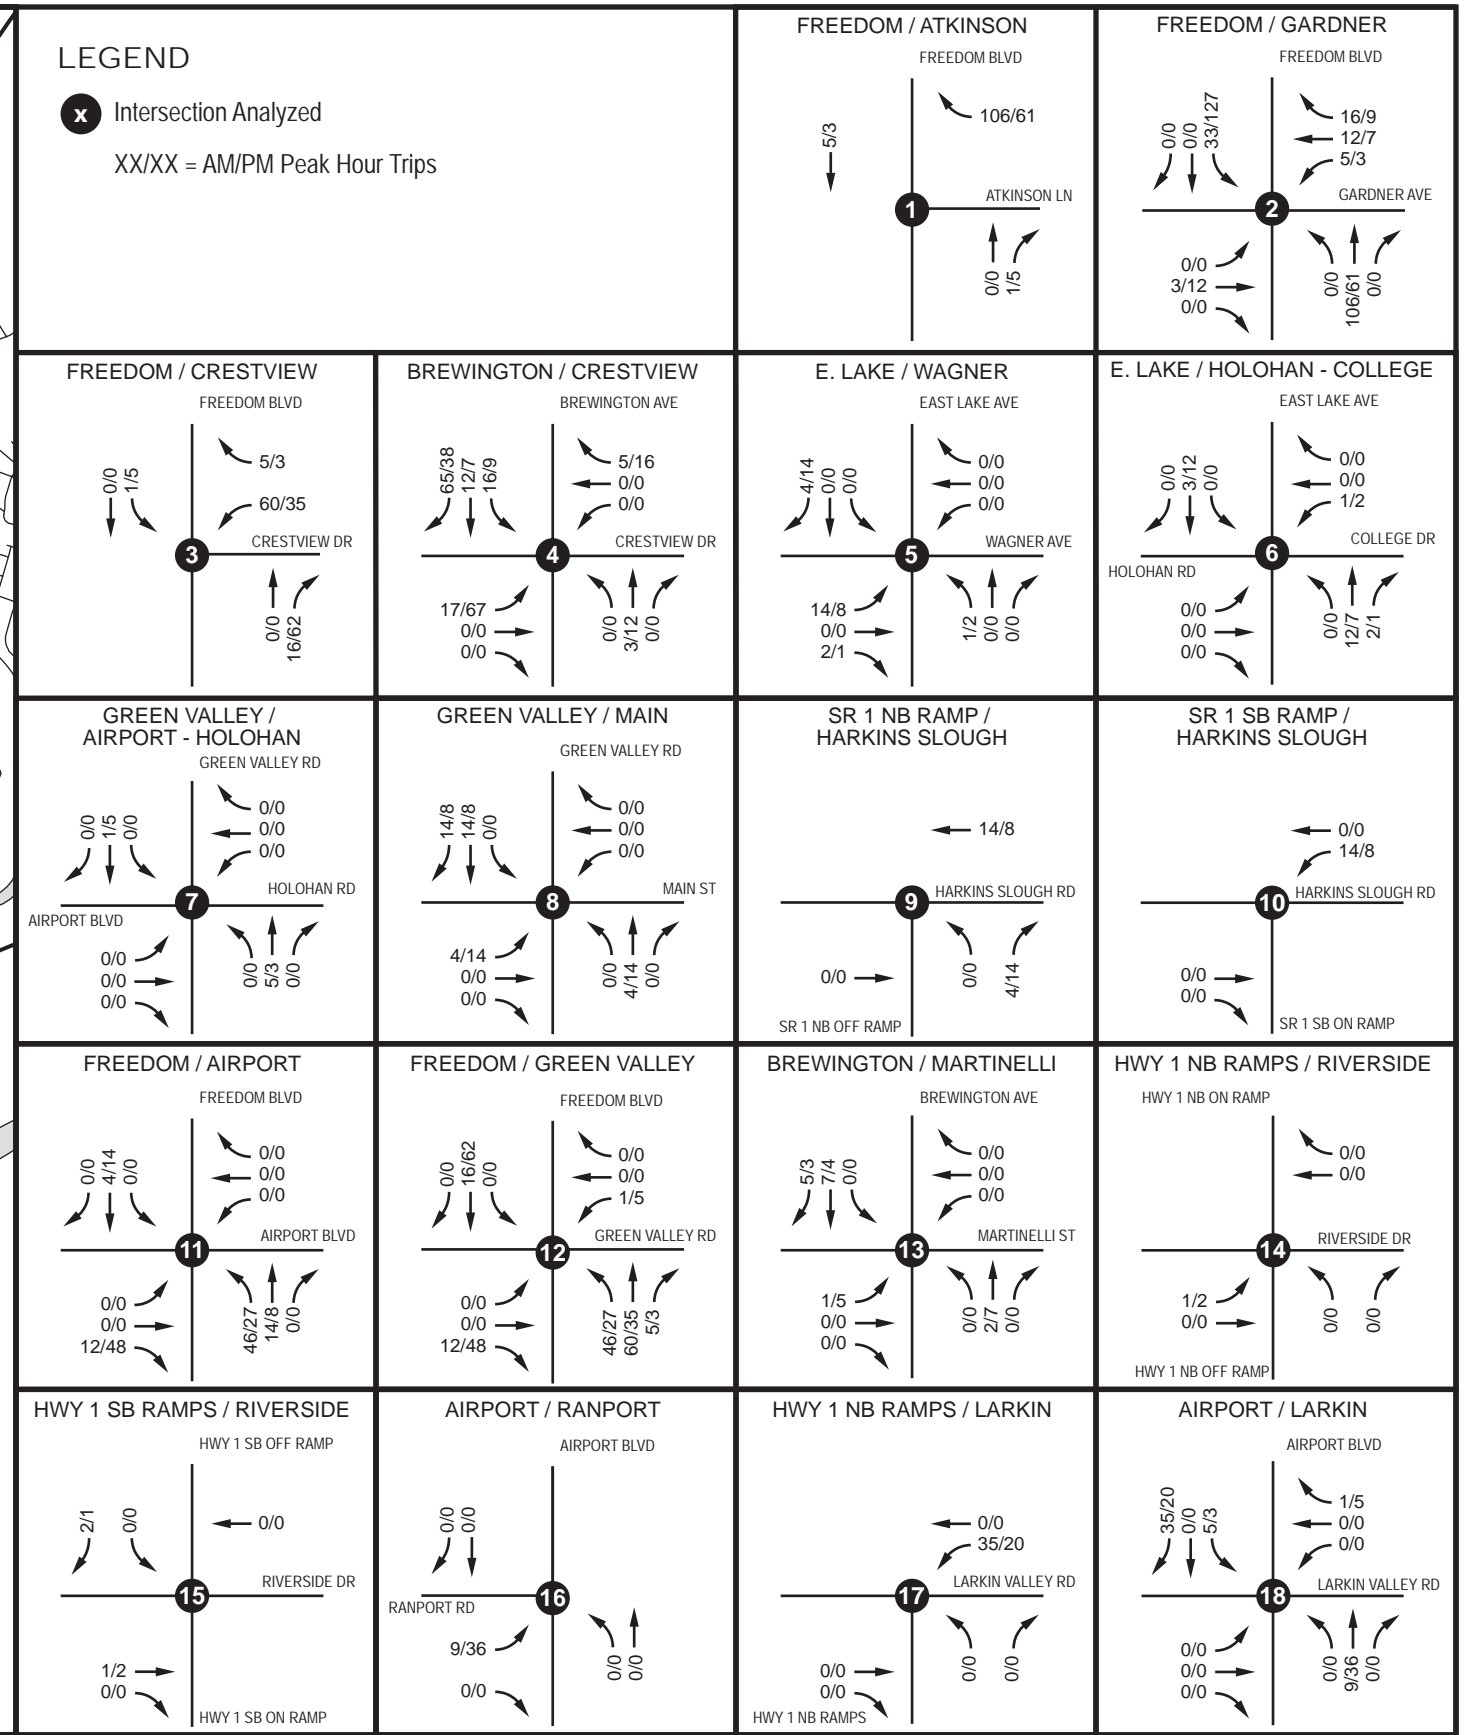 LEGEND
x Intersection Analyzed
XX/XX = AM/PM Peak Hour Trips
FREEDOM / ATKINSON
FREEDOM BLVD
5/3
106/61
ATKINSON LN
1
0/0
1/5
FREEDOM / GARDNER
FREEDOM BLVD
0/0
0/0
33/127
16/9
12/7
5/3
GARDNER AVE
2
0/0
3/12
0/0
0/0
106/61
0/0
FREEDOM / CRESTVIEW
FREEDOM BLVD
0/0
1/5
5/3
60/35
CRESTVIEW DR
3
0/0
16/62
BREWINGTON / CRESTVIEW
BREWINGTON AVE
65/38
12/7
16/9
5/16
0/0
0/0
CRESTVIEW DR
4
17/67
0/0
0/0
0/0
3/12
0/0
E. LAKE / WAGNER
EAST LAKE AVE
4/14
0/0
0/0
0/0
0/0
0/0
WAGNER AVE
5
14/8
0/0
2/1
1/2
0/0
0/0
E. LAKE / HOLOHAN - COLLEGE
EAST LAKE AVE
0/0
3/12
0/0
0/0
0/0
1/2
COLLEGE DR
6
HOLOHAN RD
0/0
0/0
0/0
0/0
12/7
2/1
GREEN VALLEY /
AIRPORT - HOLOHAN
GREEN VALLEY RD
0/0
1/5
0/0
0/0
0/0
0/0
HOLOHAN RD
7
AIRPORT BLVD
0/0
0/0
0/0
0/0
5/3
0/0
GREEN VALLEY / MAIN
GREEN VALLEY RD
14/8
14/8
0/0
0/0
0/0
0/0
MAIN ST
8
4/14
0/0
0/0
0/0
4/14
0/0
SR 1 NB RAMP /
HARKINS SLOUGH
14/8
HARKINS SLOUGH RD
9
0/0
0/0
4/14
SR 1 NB OFF RAMP
SR 1 SB RAMP /
HARKINS SLOUGH
0/0
14/8
HARKINS SLOUGH RD
10
0/0
0/0
SR 1 SB ON RAMP
FREEDOM / AIRPORT
FREEDOM BLVD
0/0
4/14
0/0
0/0
0/0
0/0
AIRPORT BLVD
11
0/0
0/0
12/48
46/27
14/8
0/0
FREEDOM / GREEN VALLEY
FREEDOM BLVD
0/0
16/62
0/0
0/0
0/0
1/5
GREEN VALLEY RD
12
0/0
0/0
12/48
46/27
60/35
5/3
BREWINGTON / MARTINELLI
BREWINGTON AVE
5/3
7/4
0/0
0/0
0/0
0/0
MARTINELLI ST
13
1/5
0/0
0/0
0/0
2/7
0/0
HWY 1 NB RAMPS / RIVERSIDE
HWY 1 NB ON RAMP
0/0
0/0
RIVERSIDE DR
14
1/2
0/0
0/0
0/0
HWY 1 NB OFF RAMP
HWY 1 SB RAMPS / RIVERSIDE
HWY 1 SB OFF RAMP
2/1
0/0
0/0
RIVERSIDE DR
15
1/2
0/0
HWY 1 SB ON RAMP
AIRPORT / RANPORT
AIRPORT BLVD
0/0
0/0
16
RANPORT RD
9/36
0/0
0/0
0/0
HWY 1 NB RAMPS / LARKIN
0/0
35/20
LARKIN VALLEY RD
17
0/0
0/0
0/0
0/0
HWY 1 NB RAMPS
AIRPORT / LARKIN
AIRPORT BLVD
35/20
0/0
5/3
1/5
0/0
0/0
LARKIN VALLEY RD
18
0/0
0/0
0/0
0/0
9/36
0/0